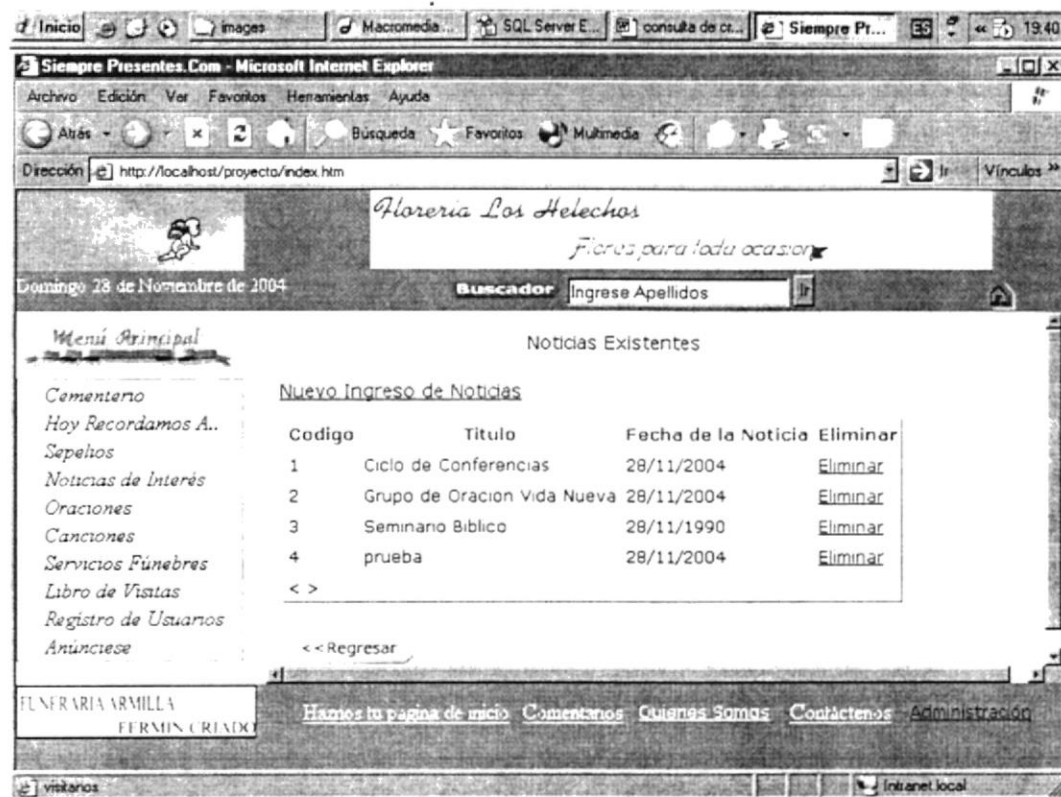 Inicio images Macromedia ... SQL Server E... consulta de cr... Siempre Pr... ES « 19:40
Siempre Presentes.Com - Microsoft Internet Explorer
Archivo Edición Ver Favoritos Herramientas Ayuda
Atrás Búsqueda Favoritos Multimedia
Dirección http://localhost/proyecto/index.htm Ir Vínculos »
Floreria Los Helechos
Flores para toda ocasion
Domingo 28 de Noviembre de 2004 Buscador Ingrese Apellidos Ir
Menú Principal
Noticias Existentes
Cementerio
Nuevo Ingreso de Noticias
Hoy Recordamos A..
Codigo Titulo Fecha de la Noticia Eliminar
Sepelios
1 Ciclo de Conferencias 28/11/2004 Eliminar
Noticias de Interés
2 Grupo de Oracion Vida Nueva 28/11/2004 Eliminar
Oraciones
3 Seminario Biblico 28/11/1990 Eliminar
Canciones
4 prueba 28/11/2004 Eliminar
Servicios Fúnebres
Libro de Visitas
< >
Registro de Usuarios
Anúnciese
<<Regresar
FUNERARIA ARMILLA
FERMIN CRIADO
Haznos tu pagina de inicio Comentarios Quienes Somos Contáctenos Administración
visitanos Intranet local